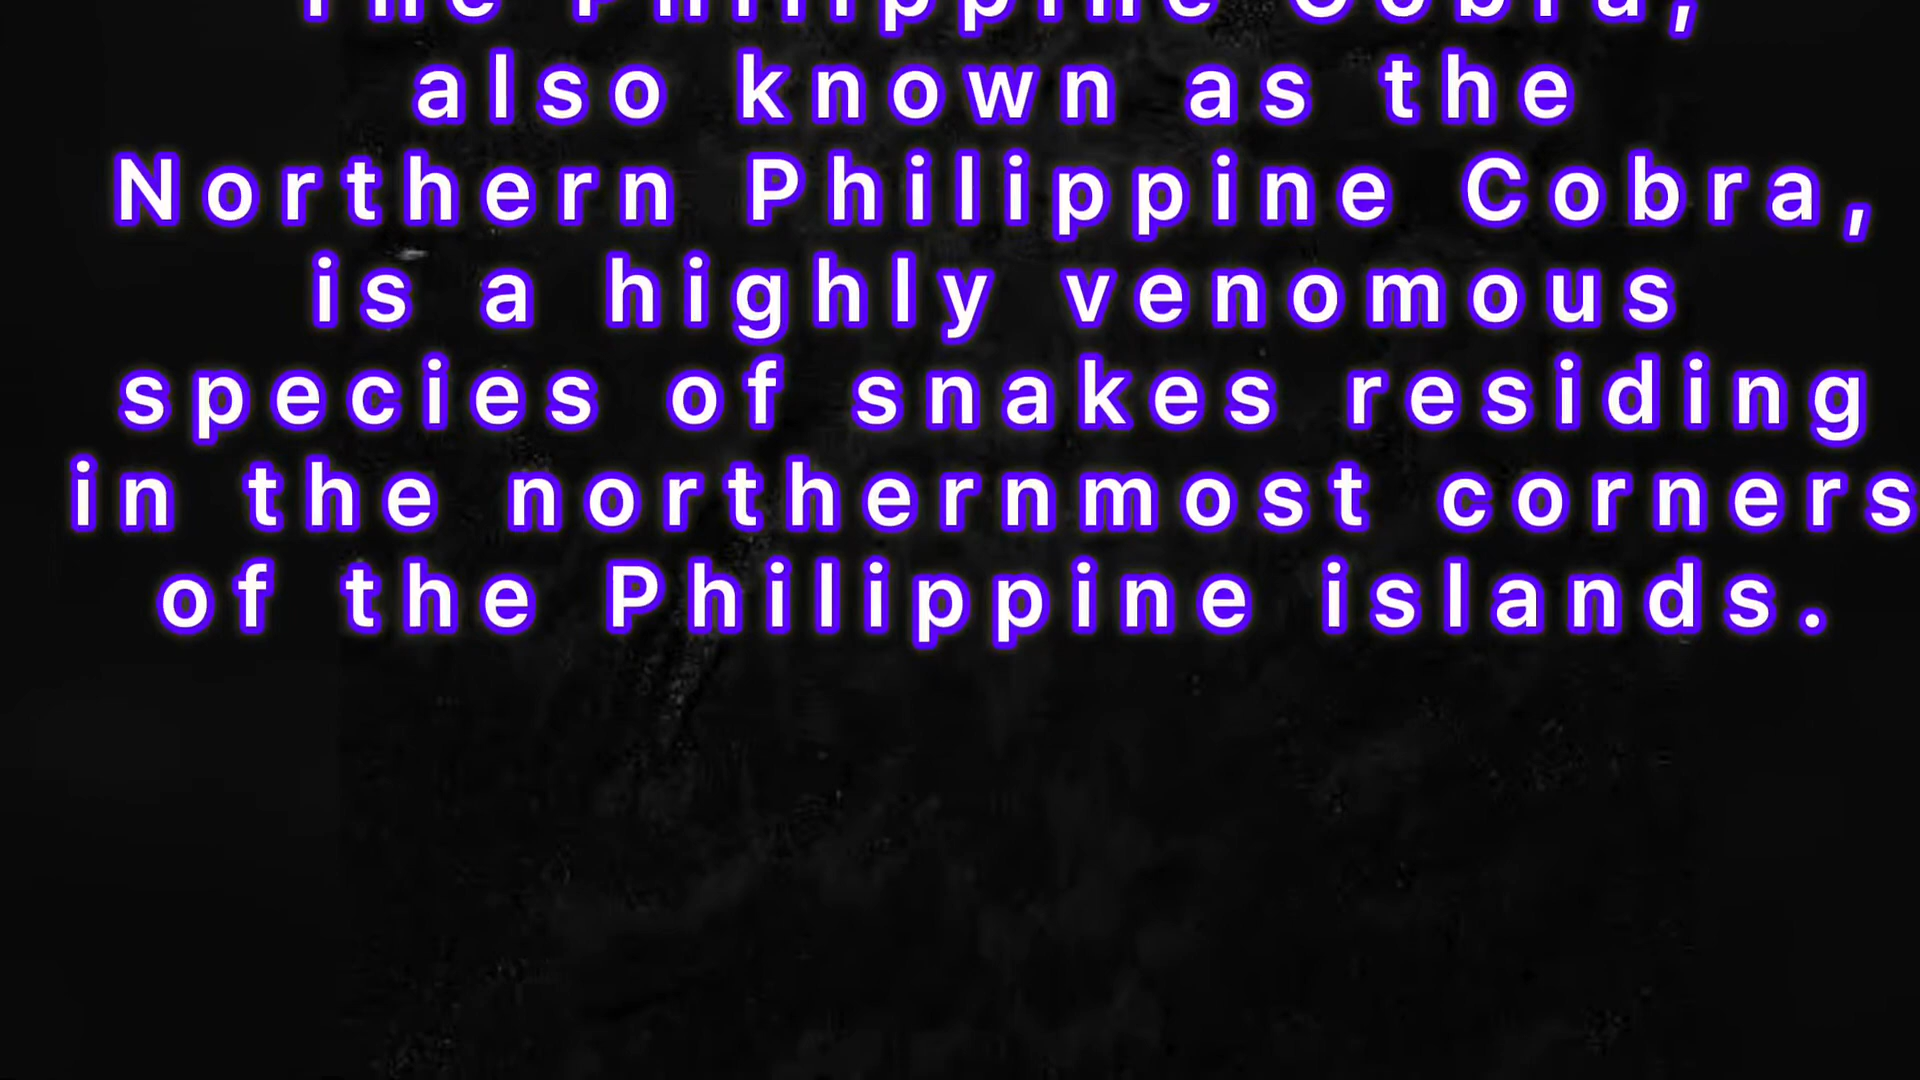 The Philippine Cobra,
also known as the
Northern Philippine Cobra,
is a highly venomous
species of snakes residing
in the northernmost corners
of the Philippine islands.